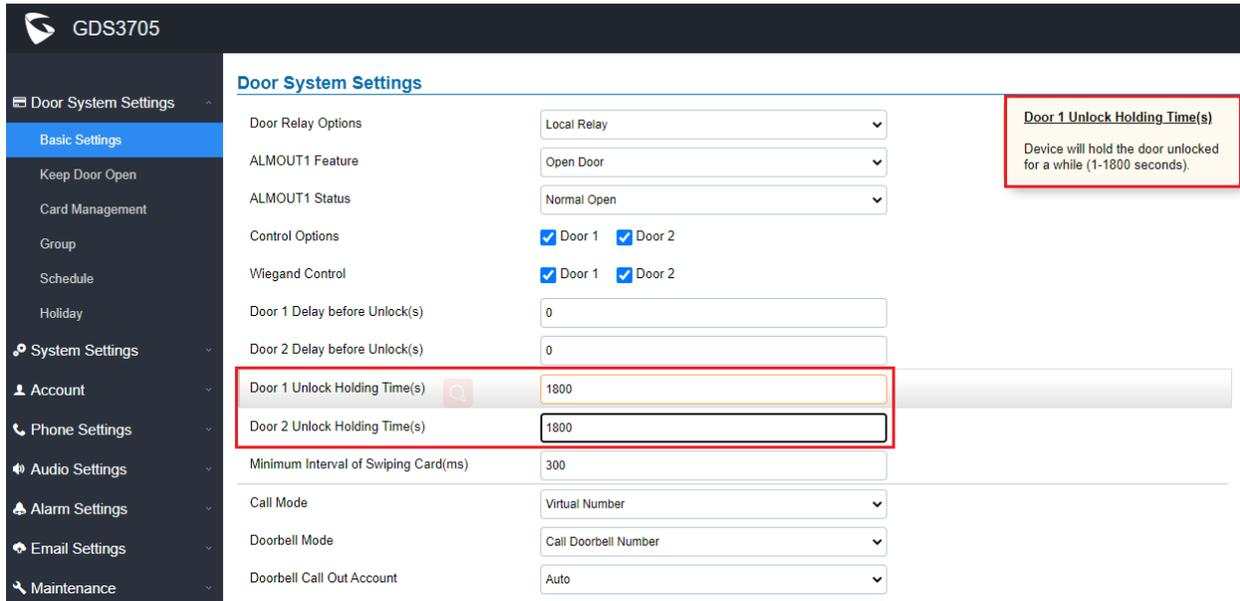 GDS3705
Door System Settings
Basic Settings
Keep Door Open
Card Management
Group
Schedule
Holiday
System Settings
Account
Phone Settings
Audio Settings
Alarm Settings
Email Settings
Maintenance
Door System Settings
Door Relay Options Local Relay
ALMOUT1 Feature Open Door
ALMOUT1 Status Normal Open
Control Options Door 1 Door 2
Wiegand Control Door 1 Door 2
Door 1 Delay before Unlock(s) 0
Door 2 Delay before Unlock(s) 0
Door 1 Unlock Holding Time(s) 1800
Door 2 Unlock Holding Time(s) 1800
Minimum Interval of Swiping Card(ms) 300
Call Mode Virtual Number
Doorbell Mode Call Doorbell Number
Doorbell Call Out Account Auto
Door 1 Unlock Holding Time(s)
Device will hold the door unlocked
for a while (1-1800 seconds).